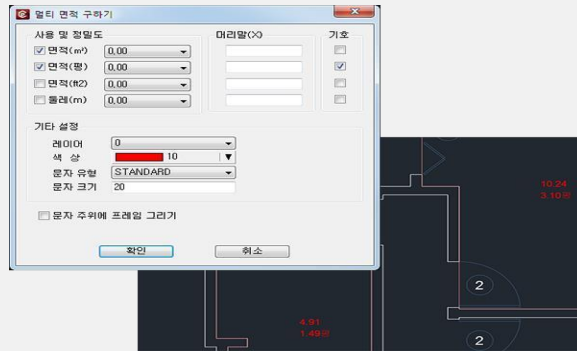 멀티 면적 구하기
사용 및 정밀도 머리말(X) 기호
면적(m²) 0,00
면적(평) 0,00
면적(ft2) 0,00
둘레(m) 0,00
기타 설정
레이어 0
색 상 10
문자 유형 STANDARD
문자 크기 20
문자 주위에 프레임 그리기
확인 취소
10.24
3.10평
2
4.91
1.49평
2